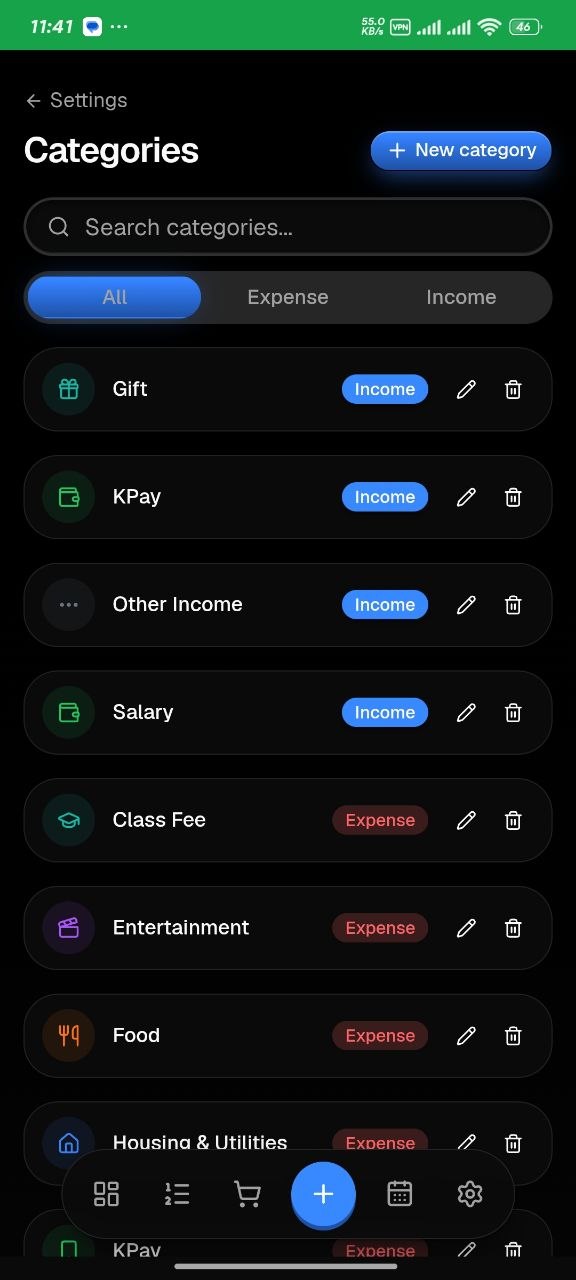 11:41
55.0
KB/s
VPN
46
Settings
Categories
New category
Search categories...
All Expense Income
Gift Income
KPay Income
Other Income Income
Salary Income
Class Fee Expense
Entertainment Expense
Food Expense
Housing & Utilities Expense
KPay Expense